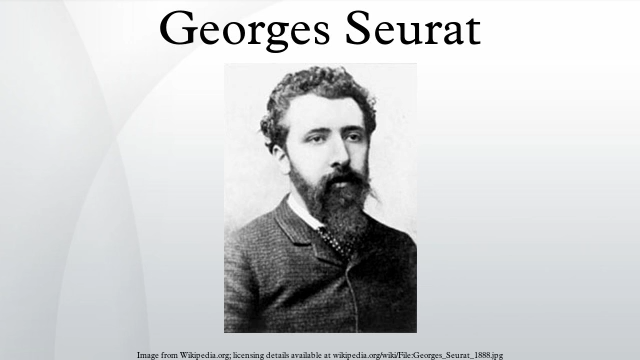 Georges Seurat
Image from Wikipedia.org; licensing details available at wikipedia.org/wiki/File:Georges_Seurat_1888.jpg